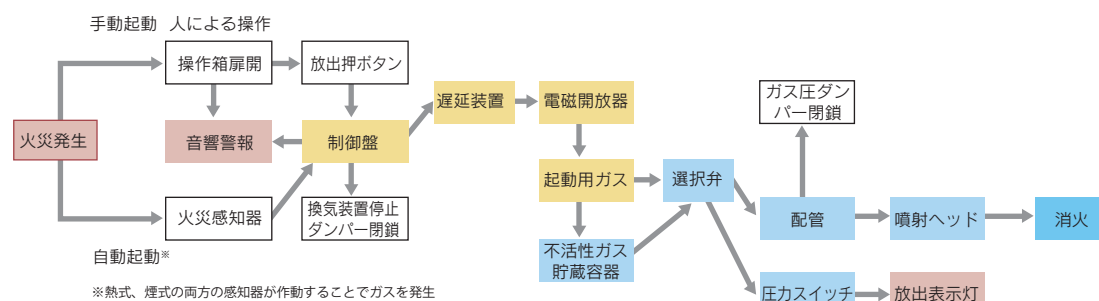 手動起動　人による操作
操作箱扉開
放出押ボタン
火災発生
音響警報
制御盤
遅延装置
電磁開放器
ガス圧ダン
パー閉鎖
火災感知器
換気装置停止
ダンパー閉鎖
起動用ガス
選択弁
配管
噴射ヘッド
消火
不活性ガス
貯蔵容器
圧力スイッチ
放出表示灯
自動起動※
※熱式、煙式の両方の感知器が作動することでガスを発生